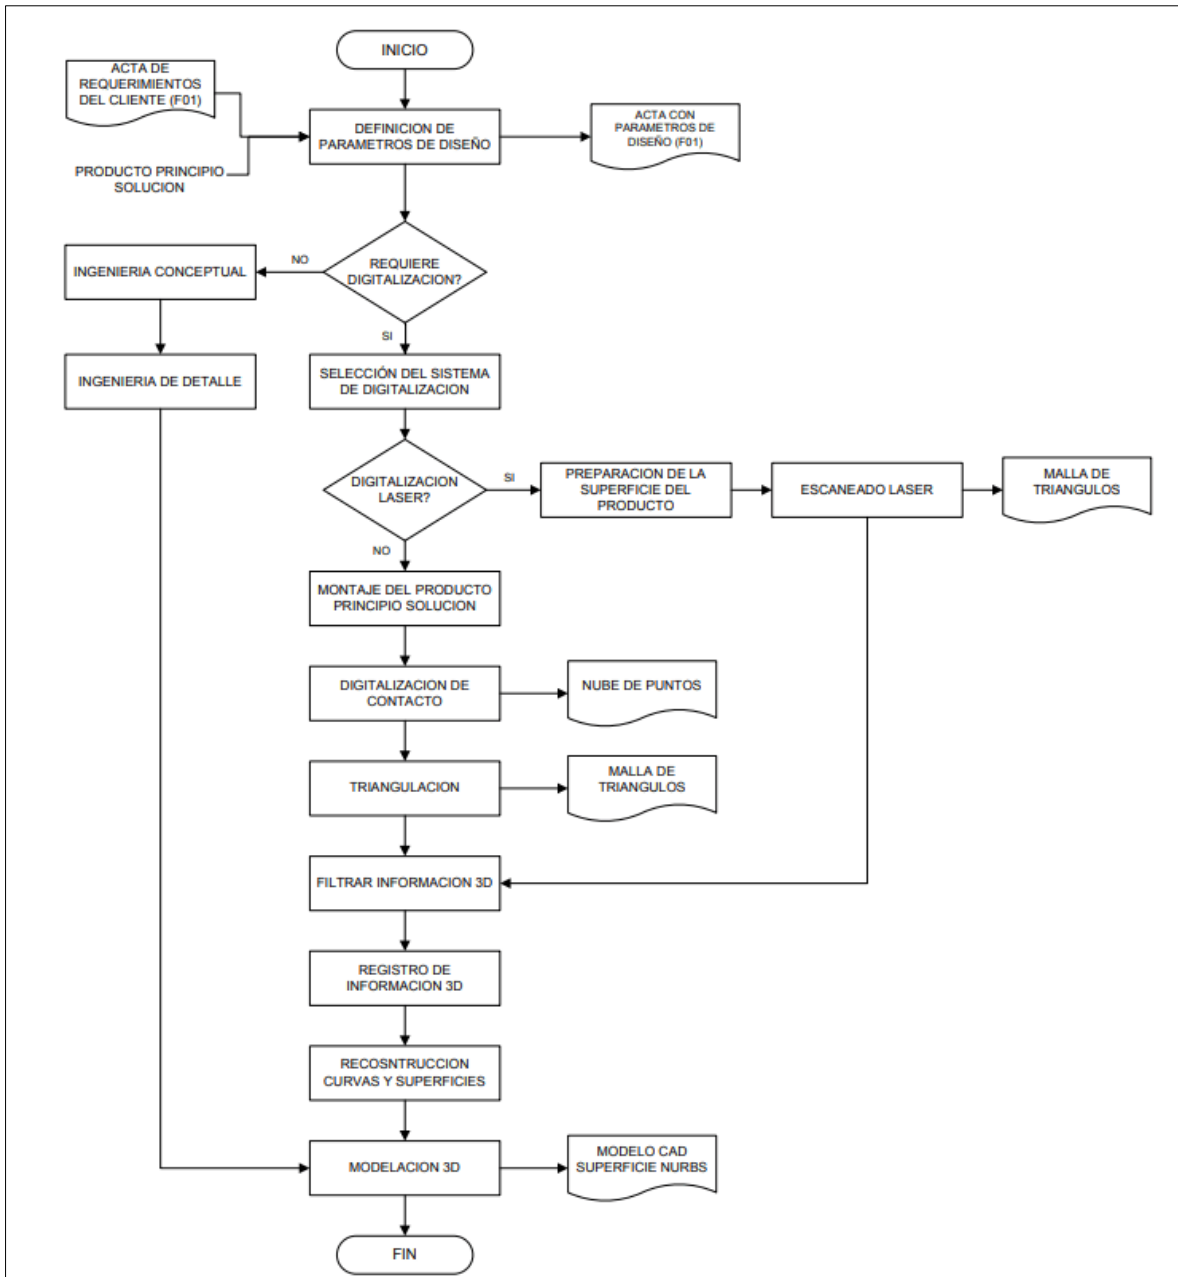 INICIO
ACTA DE
REQUERIMIENTOS
DEL CLIENTE (F01)
DEFINICION DE
PARAMETROS DE DISEÑO
ACTA CON
PARAMETROS DE
DISEÑO (F01)
PRODUCTO PRINCIPIO
SOLUCION
REQUIERE
DIGITALIZACION?
NO
INGENIERIA CONCEPTUAL
SI
INGENIERIA DE DETALLE
SELECCIÓN DEL SISTEMA
DE DIGITALIZACION
DIGITALIZACION
LASER?
SI
PREPARACION DE LA
SUPERFICIE DEL
PRODUCTO
ESCANEADO LASER
MALLA DE
TRIANGULOS
NO
MONTAJE DEL PRODUCTO
PRINCIPIO SOLUCION
DIGITALIZACION DE
CONTACTO
NUBE DE PUNTOS
TRIANGULACION
MALLA DE
TRIANGULOS
FILTRAR INFORMACION 3D
REGISTRO DE
INFORMACION 3D
RECOSNTRUCCION
CURVAS Y SUPERFICIES
MODELACION 3D
MODELO CAD
SUPERFICIE NURBS
FIN